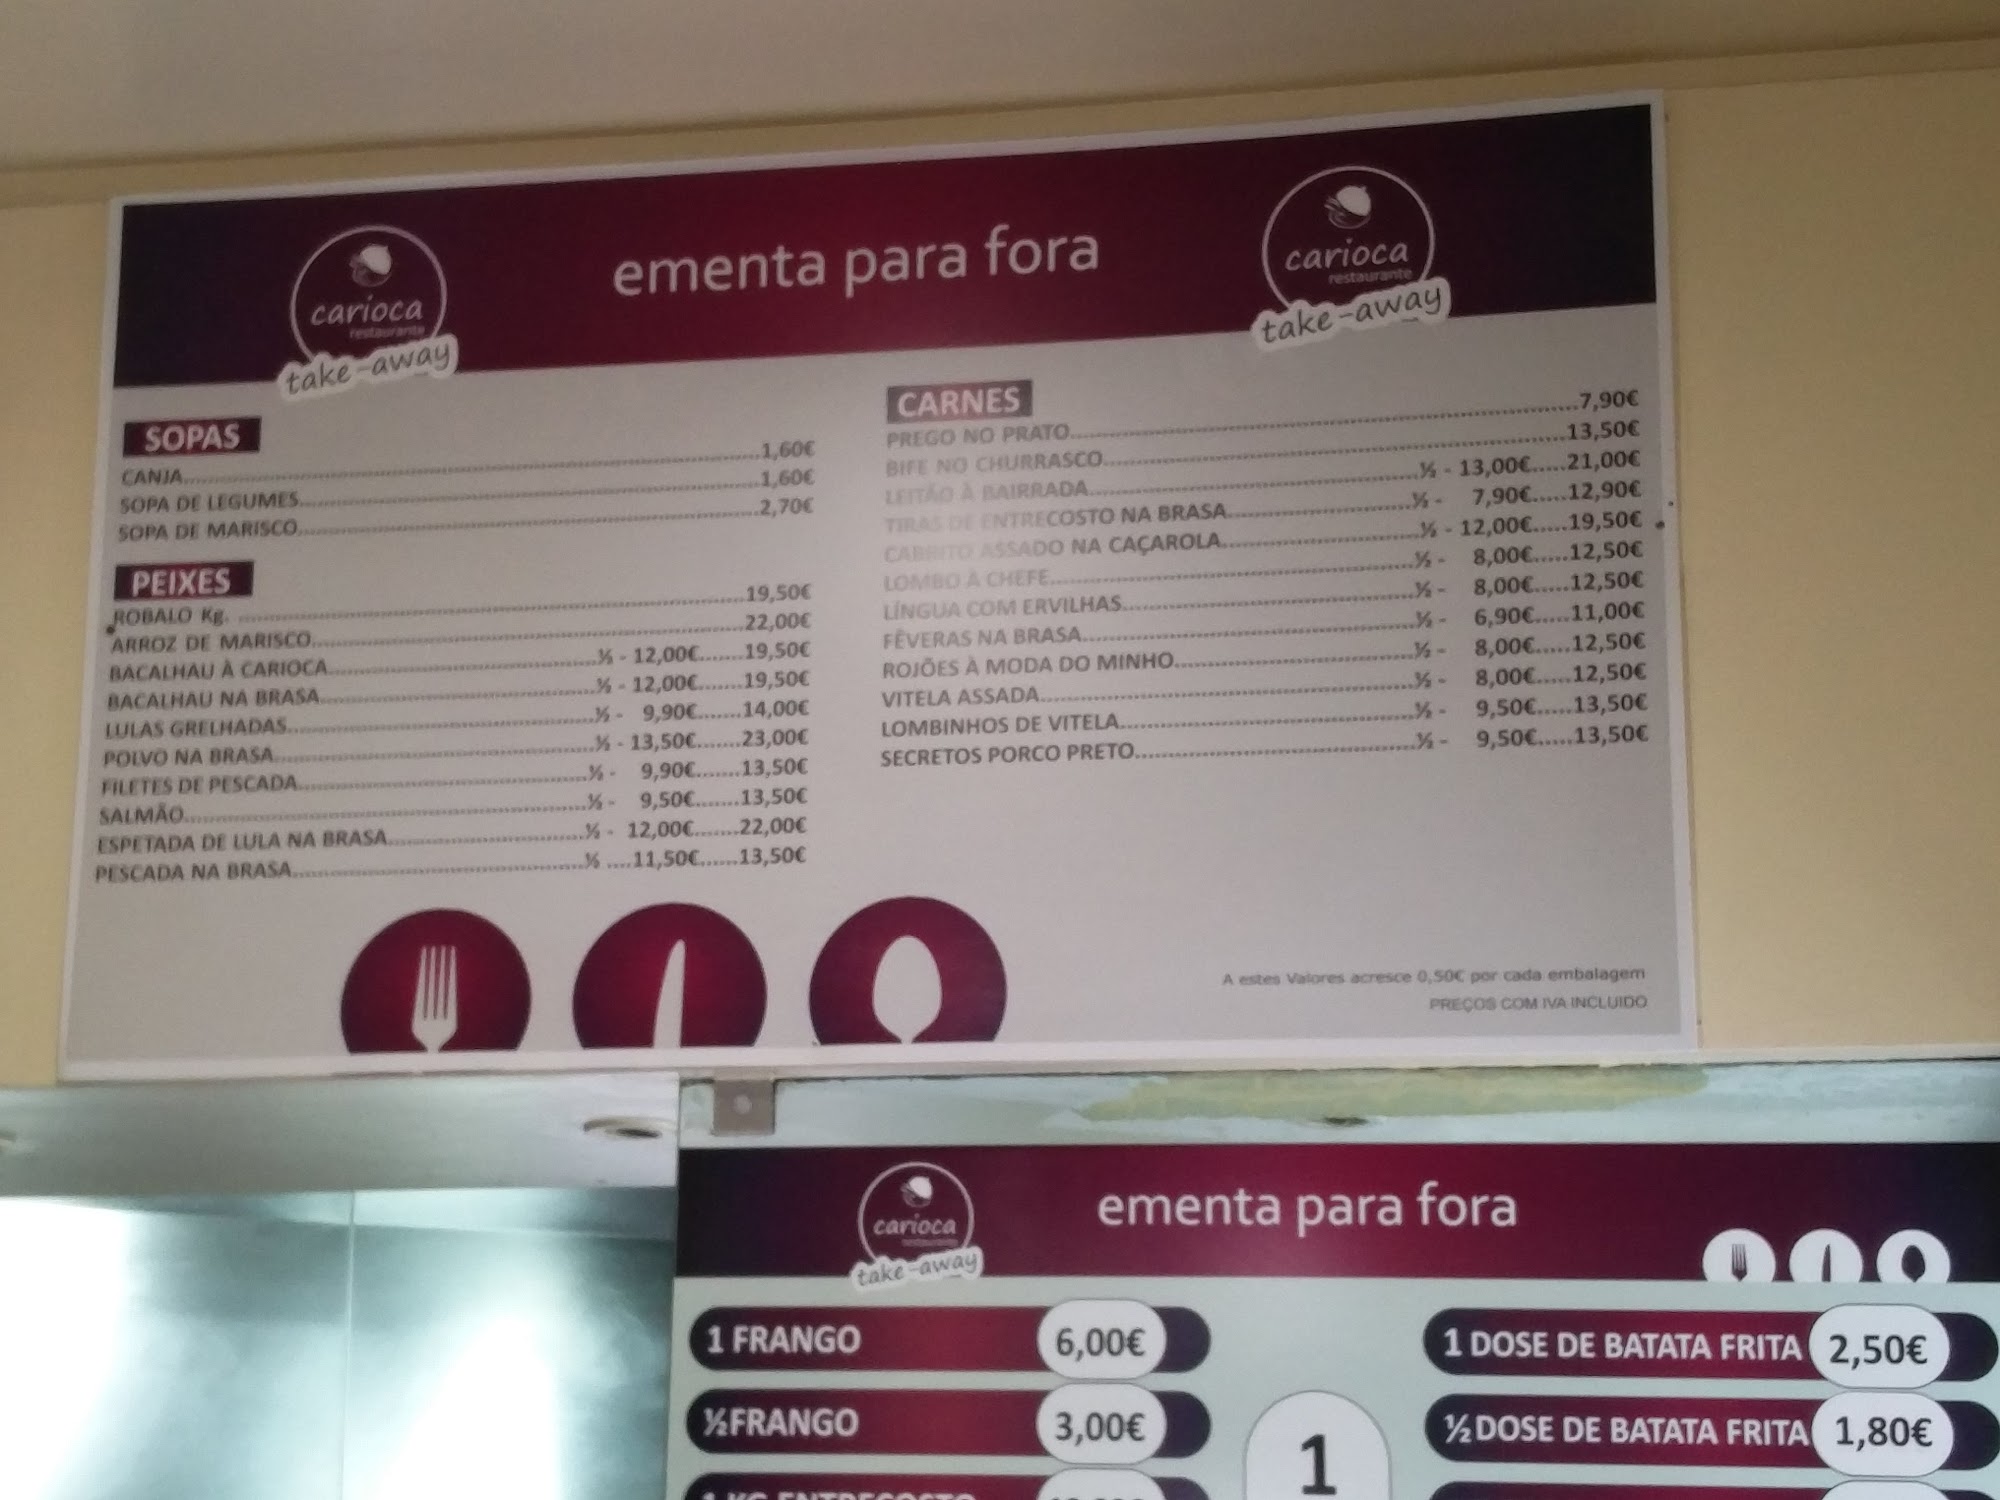 ementa para fora
carioca
restaurante
take-away
carioca
restaurante
take-away
SOPAS
CANJA 1,60€
SOPA DE LEGUMES 1,60€
SOPA DE MARISCO 2,70€
PEIXES
ROBALO Kg. 19,50€
ARROZ DE MARISCO 22,00€
BACALHAU À CARIOCA ½ - 12,00€ 19,50€
BACALHAU NA BRASA ½ - 12,00€ 19,50€
LULAS GRELHADAS ½ - 9,90€ 14,00€
POLVO NA BRASA ½ - 13,50€ 23,00€
FILETES DE PESCADA ½ - 9,90€ 13,50€
SALMÃO ½ - 9,50€ 13,50€
ESPETADA DE LULA NA BRASA ½ - 12,00€ 22,00€
PESCADA NA BRASA ½ 11,50€ 13,50€
CARNES
PREGO NO PRATO 7,90€
BIFE NO CHURRASCO 13,50€
LEITÃO À BAIRRADA ½ - 13,00€ 21,00€
TIRAS DE ENTRECOSTO NA BRASA ½ - 7,90€ 12,90€
CABRITO ASSADO NA CAÇAROLA ½ - 12,00€ 19,50€
LOMBO À CHEFE ½ - 8,00€ 12,50€
LÍNGUA COM ERVILHAS ½ - 8,00€ 12,50€
FÊVERAS NA BRASA ½ - 6,90€ 11,00€
ROJÕES À MODA DO MINHO ½ - 8,00€ 12,50€
VITELA ASSADA ½ - 8,00€ 12,50€
LOMBINHOS DE VITELA ½ - 9,50€ 13,50€
SECRETOS PORCO PRETO ½ - 9,50€ 13,50€
A estes Valores acresce 0,50€ por cada embalagem
PREÇOS COM IVA INCLUIDO
carioca
restaurante
take-away
ementa para fora
1 FRANGO 6,00€
½ FRANGO 3,00€
1 KG ENTRECOSTO
1
1 DOSE DE BATATA FRITA 2,50€
½ DOSE DE BATATA FRITA 1,80€